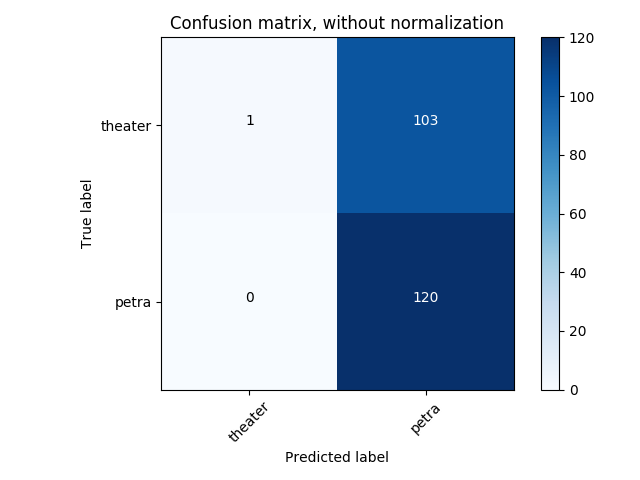 Confusion matrix, without normalization
True label
theater
petra
1
103
0
120
theater
petra
Predicted label
120
100
80
60
40
20
0